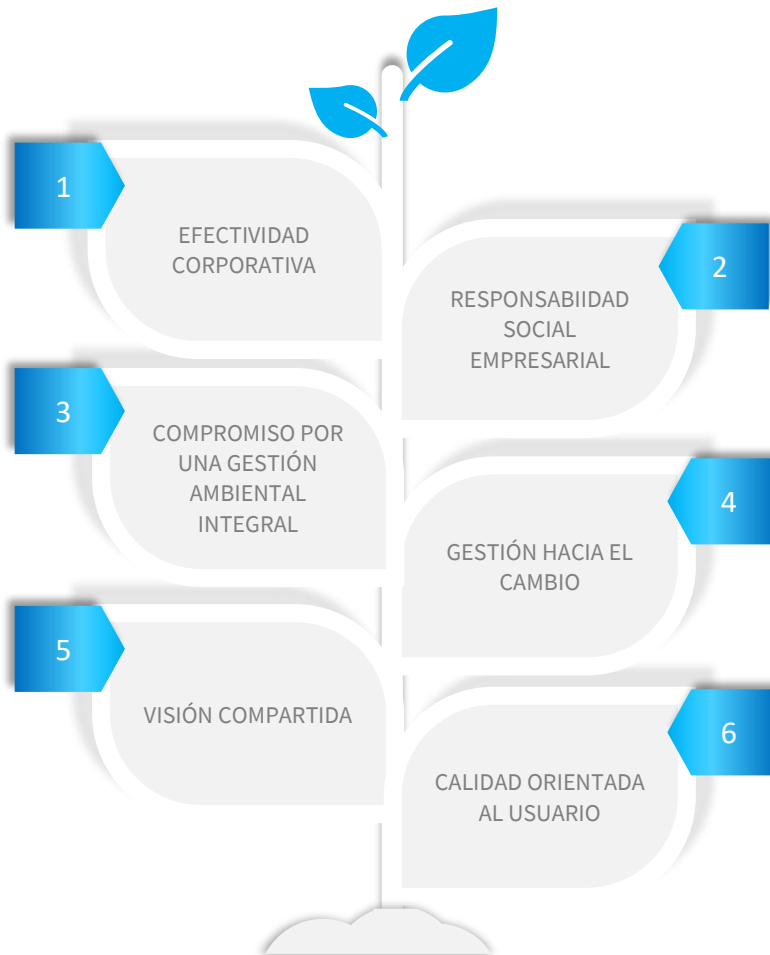 1
EFECTIVIDAD
CORPORATIVA
2
RESPONSABIIDAD
SOCIAL
EMPRESARIAL
3
COMPROMISO POR
UNA GESTIÓN
AMBIENTAL
INTEGRAL
4
GESTIÓN HACIA EL
CAMBIO
5
VISIÓN COMPARTIDA
6
CALIDAD ORIENTADA
AL USUARIO